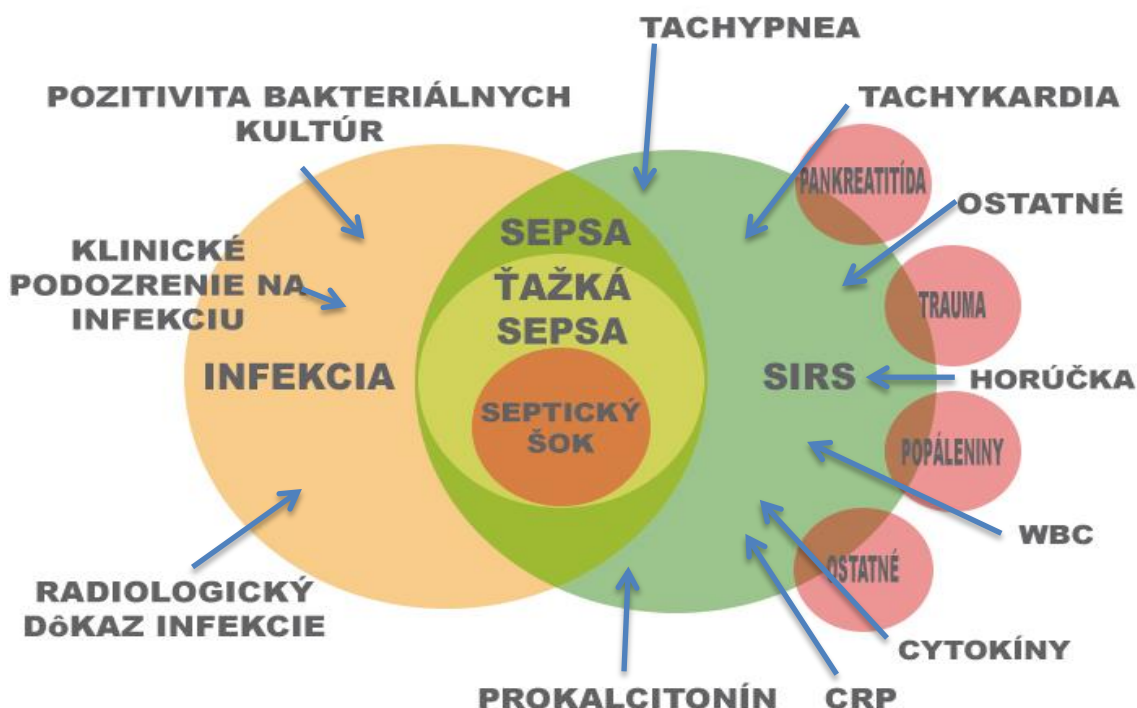 TACHYPNEA
POZITIVITA BAKTERIÁLNYCH
KULTÚR
TACHYKARDIA
PANKREATITÍDA
OSTATNÉ
KLINICKÉ
PODOZRENIE NA
INFEKCIU
SEPSA
ŤAŽKÁ
SEPSA
TRAUMA
INFEKCIA
SIRS
HORÚČKA
SEPTICKÝ
ŠOK
POPÁLENINY
WBC
OSTATNÉ
RADIOLOGICKÝ
DôKAZ INFEKCIE
CYTOKÍNY
PROKALCITONÍN
CRP